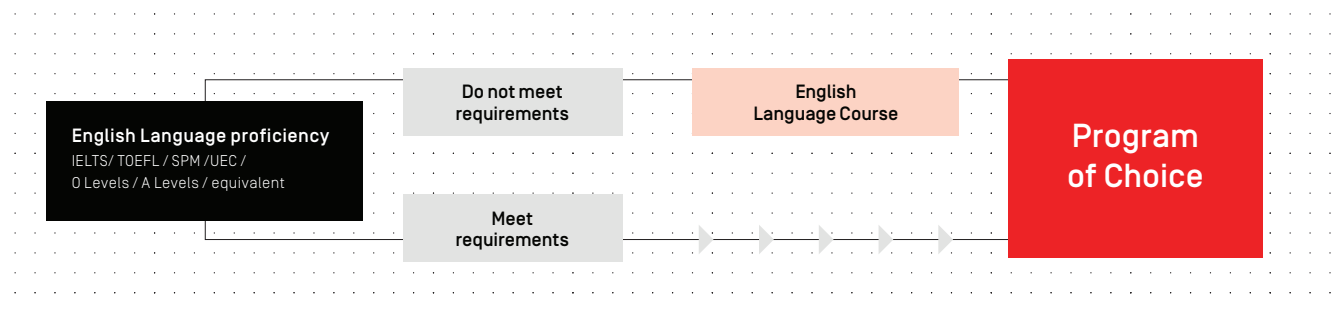 English Language proficiency
IELTS/ TOEFL / SPM /UEC /
O Levels / A Levels / equivalent
Do not meet
requirements
English
Language Course
Meet
requirements
Program
of Choice